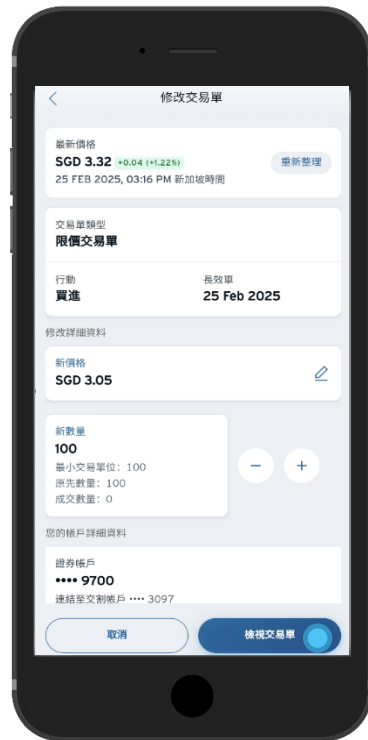 修改交易單
最新價格
SGD 3.32 +0.04 (+1.22%)
重新整理
25 FEB 2025, 03:16 PM 新加坡時間
交易單類型
限價交易單
行動
買進
長效單
25 Feb 2025
修改詳細資料
新價格
SGD 3.05
新數量
100
最小交易單位: 100
原先數量: 100
成交數量: 0
您的帳戶詳細資料
證券帳戶
•••• 9700
連結至交割帳戶 •••• 3097
取消
檢視交易單